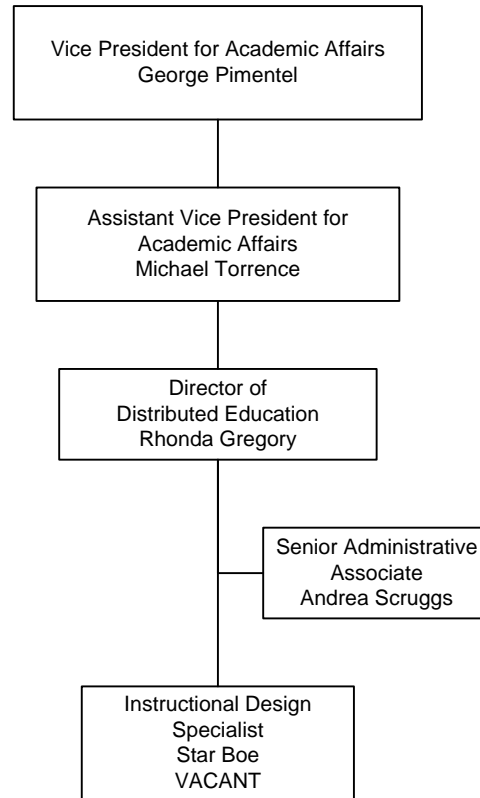 Vice President for Academic Affairs
George Pimentel
Assistant Vice President for
Academic Affairs
Michael Torrence
Director of
Distributed Education
Rhonda Gregory
Senior Administrative
Associate
Andrea Scruggs
Instructional Design
Specialist
Star Boe
VACANT